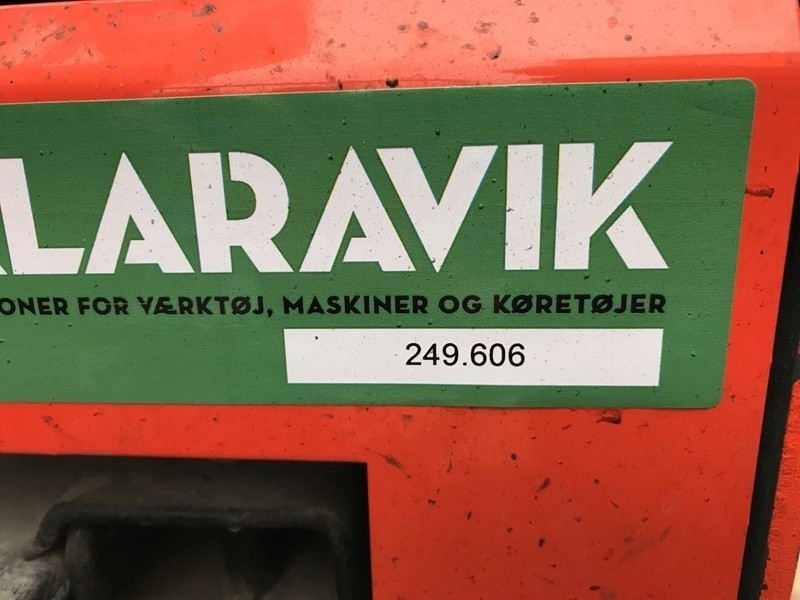 LARAVIK
ONER FOR VÆRKTØJ, MASKINER OG KØRETØJER
249.606